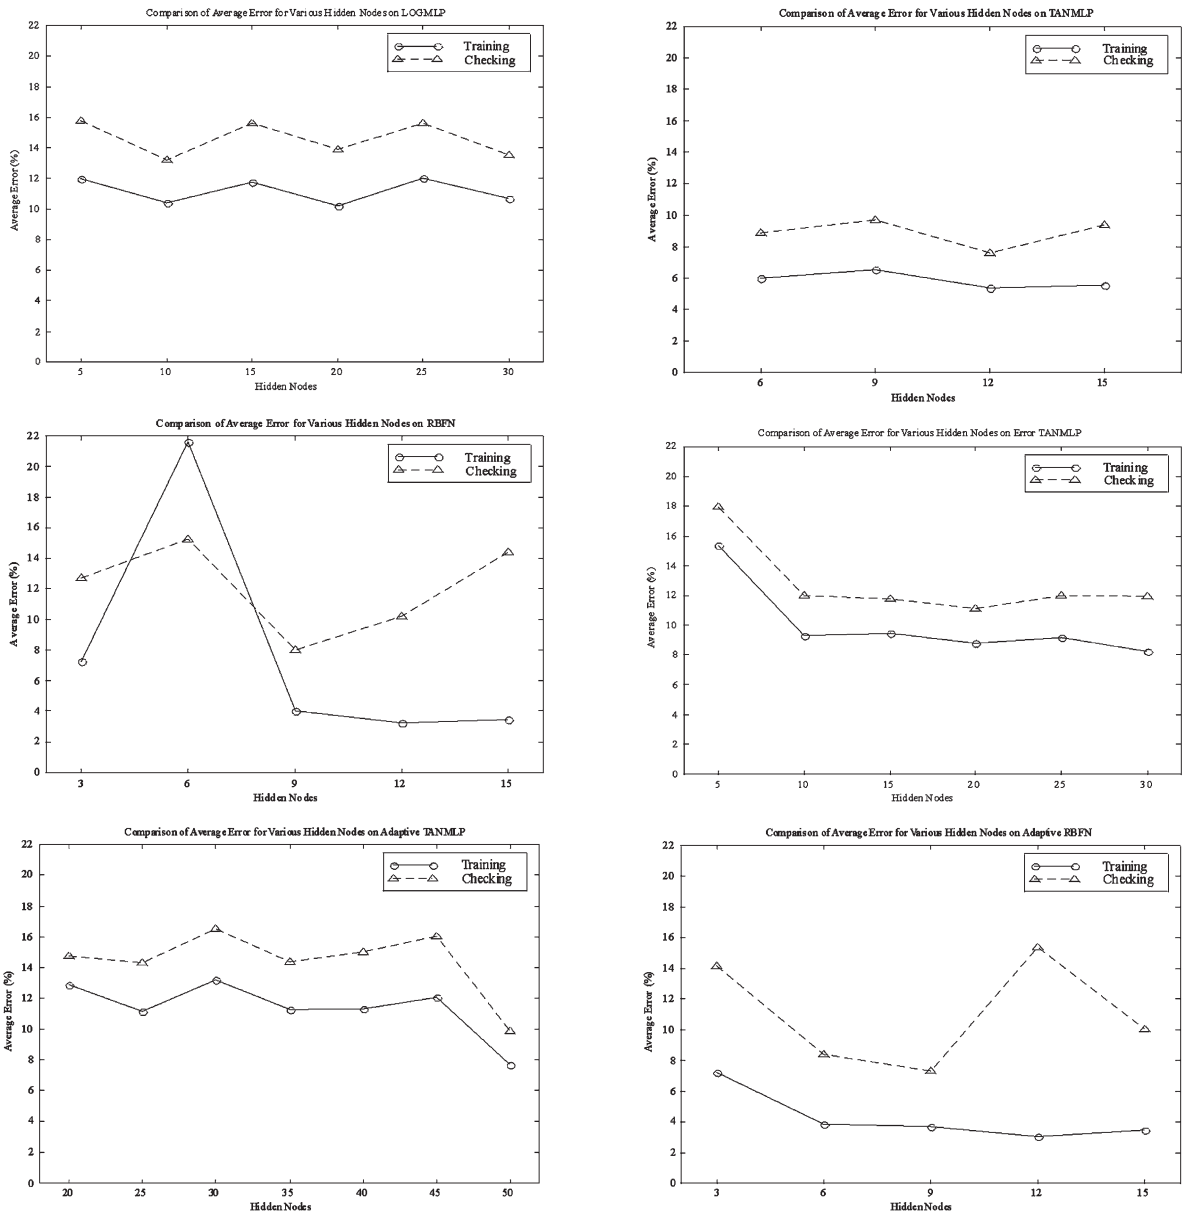 Comparison of Average Error for Various Hidden Nodes on LOGMLP
Training
Checking
Average Error (%)
22
20
18
16
14
12
10
8
6
4
2
0
5 10 15 20 25 30
Hidden Nodes
Comparison of Average Error for Various Hidden Nodes on TANMLP
Training
Checking
Average Error (%)
22
20
18
16
14
12
10
8
6
4
2
0
6 9 12 15
Hidden Nodes
Comparison of Average Error for Various Hidden Nodes on RBFN
Training
Checking
Average Error (%)
22
20
18
16
14
12
10
8
6
4
2
0
3 6 9 12 15
Hidden Nodes
Comparison of Average Error for Various Hidden Nodes on Error TANMLP
Training
Checking
Average Error (%)
22
20
18
16
14
12
10
8
6
4
2
0
5 10 15 20 25 30
Hidden Nodes
Comparison of Average Error for Various Hidden Nodes on Adaptive TANMLP
Training
Checking
Average Error (%)
22
20
18
16
14
12
10
8
6
4
2
0
20 25 30 35 40 45 50
Hidden Nodes
Comparison of Average Error for Various Hidden Nodes on Adaptive RBFN
Training
Checking
Average Error (%)
22
20
18
16
14
12
10
8
6
4
2
0
3 6 9 12 15
Hidden Nodes